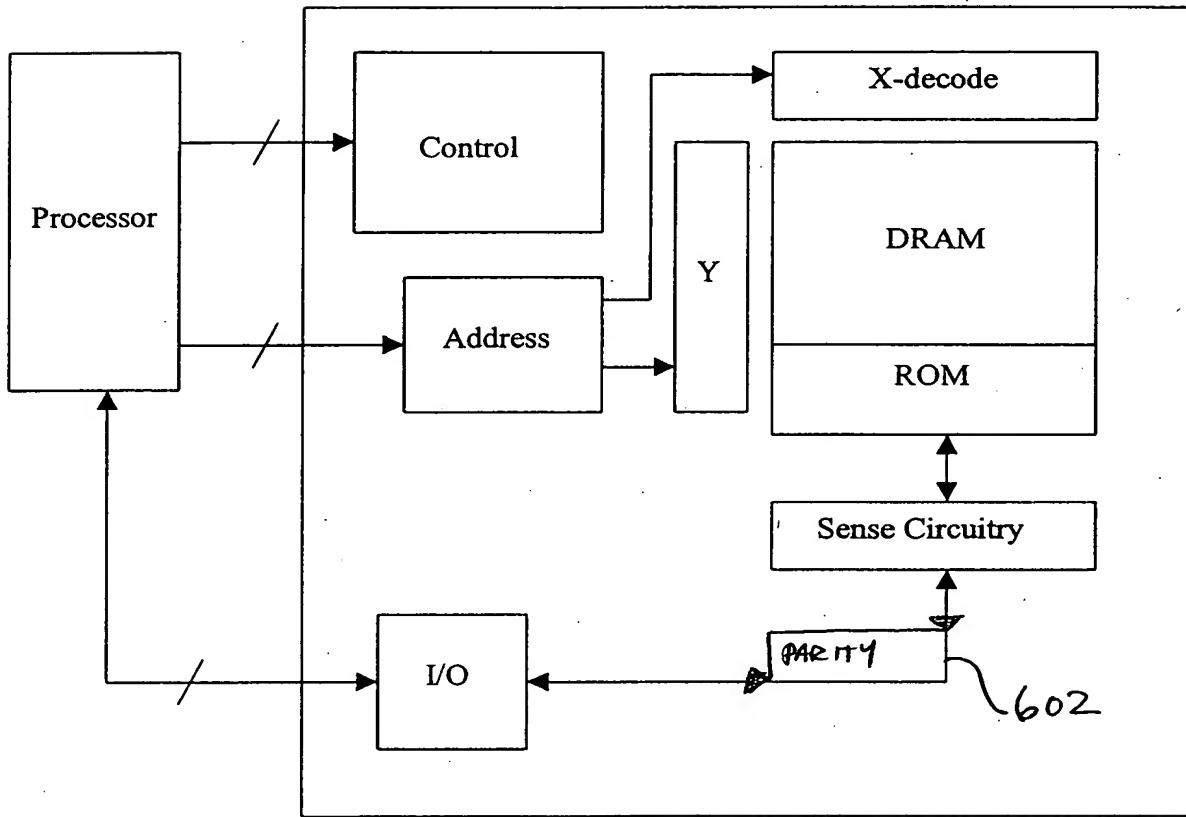 X-decode
Control
Processor
DRAM
Y
Address
ROM
Sense Circuitry
PARITY
I/O
602